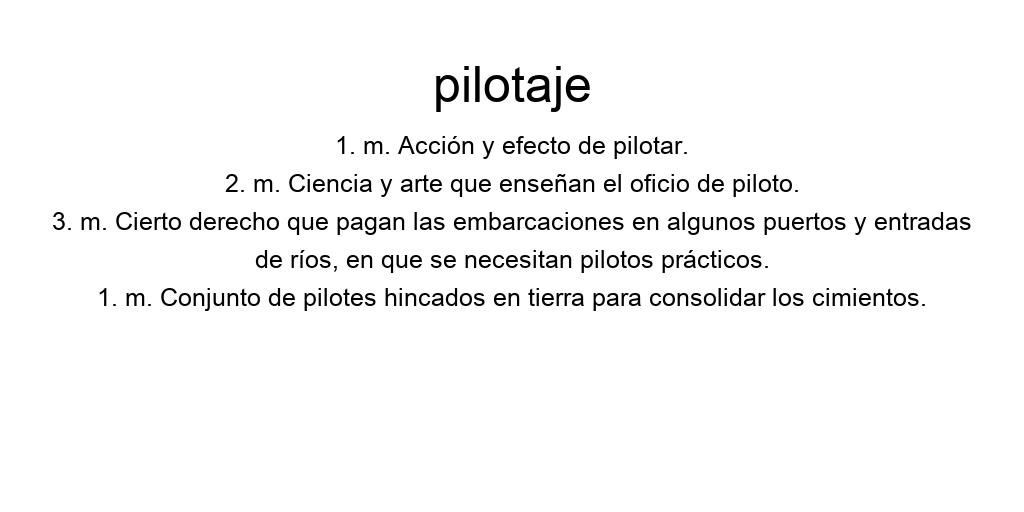 pilotaje
1. m. Acción y efecto de pilotar.
2. m. Ciencia y arte que enseñan el oficio de piloto.
3. m. Cierto derecho que pagan las embarcaciones en algunos puertos y entradas
de ríos, en que se necesitan pilotos prácticos.
1. m. Conjunto de pilotes hincados en tierra para consolidar los cimientos.